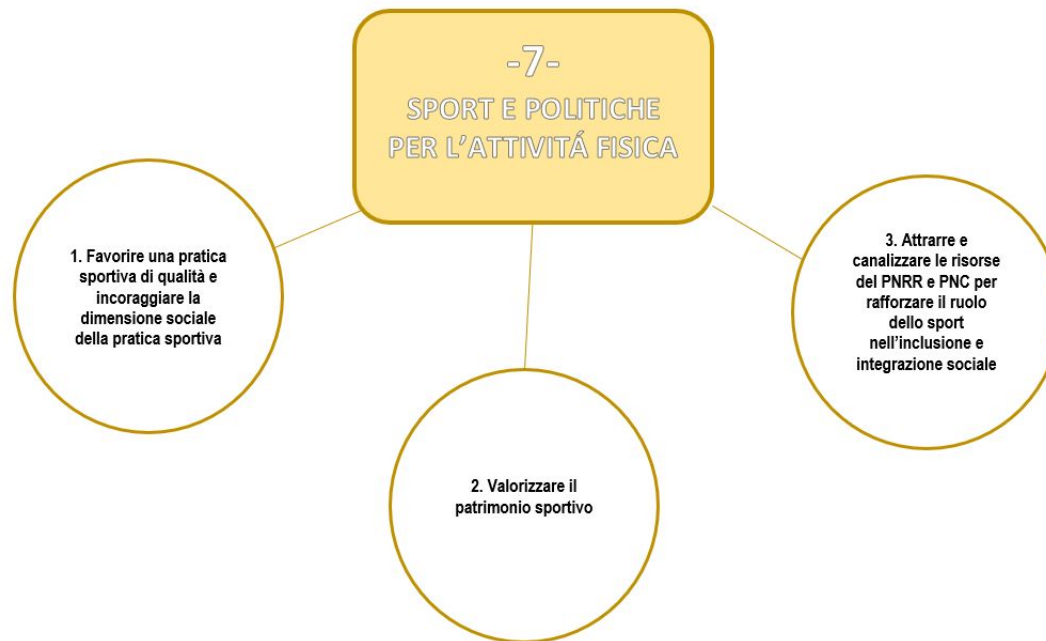 -7-
SPORT E POLITICHE
PER L'ATTIVITÁ FISICA
1. Favorire una pratica
sportiva di qualità e
incoraggiare la
dimensione sociale
della pratica sportiva
2. Valorizzare il
patrimonio sportivo
3. Attrarre e
canalizzare le risorse
del PNRR e PNC per
rafforzare il ruolo
dello sport
nell'inclusione e
integrazione sociale